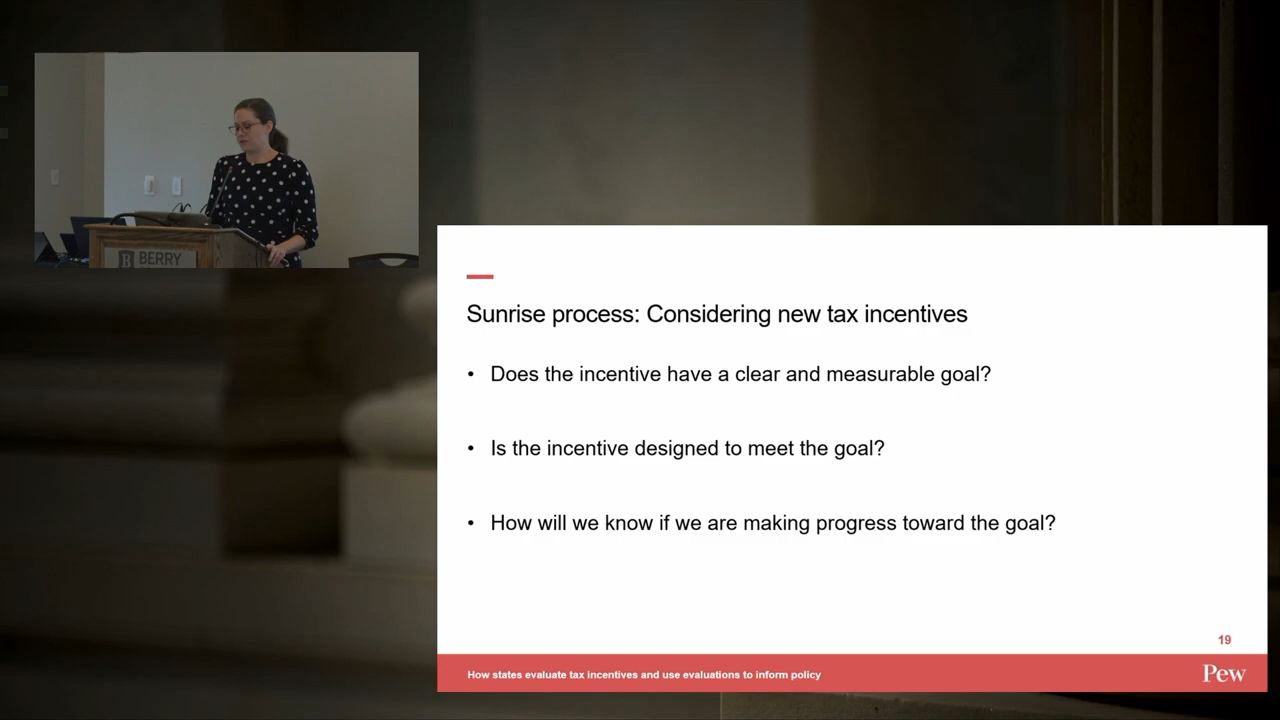 BERRY
Sunrise process: Considering new tax incentives
• Does the incentive have a clear and measurable goal?
• Is the incentive designed to meet the goal?
• How will we know if we are making progress toward the goal?
19
How states evaluate tax incentives and use evaluations to inform policy
Pew